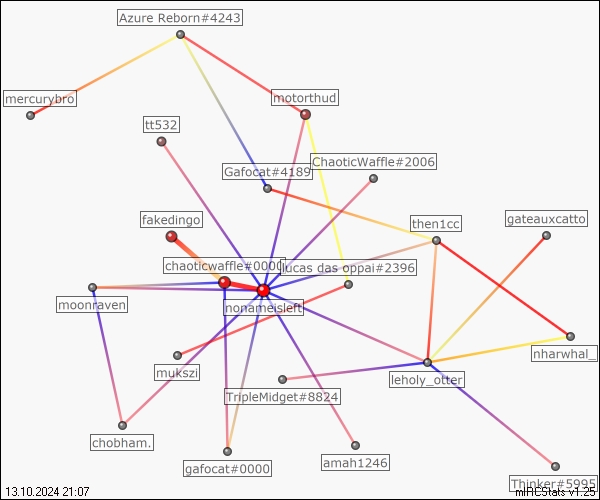 Azure Reborn#4243
mercurybro
motorthud
tt532
ChaoticWaffle#2006
Gafocat#4189
fakedingo
then1cc
gateauxcatto
chaoticwaffle#0000
lucas das oppai#2396
moonraven
nonameisleft
nharwhal_
mukszi
leholy_otter
TripleMidget#8824
chobham.
gafocat#0000
amah1246
Thinker#5995
13.10.2024 21:07
mIRCStats v1.25